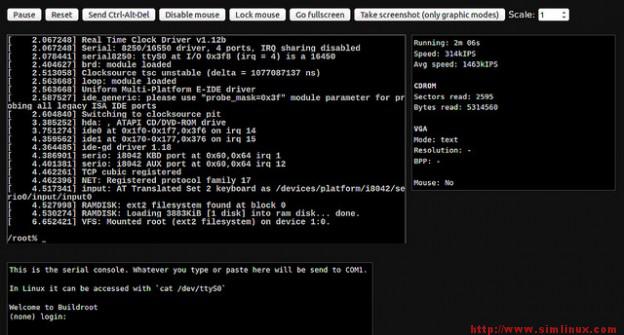 Pause Reset Send Ctrl-Alt-Del Disable mouse Lock mouse Go fullscreen Take screenshot (only graphic modes) Scale: 1
[ 2.067248] Real Time Clock Driver v1.12b
[ 2.067248] Serial: 8250/16550 driver, 4 ports, IRQ sharing disabled
[ 2.078441] serial8250: ttyS0 at I/O 0x3f8 (irq = 4) is a 16450
[ 2.404627] brd: module loaded
[ 2.513058] Clocksource tsc unstable (delta = 1077087137 ns)
[ 2.563668] loop: module loaded
[ 2.563668] Uniform Multi-Platform E-IDE driver
[ 2.587527] ide_generic: please use "probe_mask=0x3f" module parameter for pr
obing all legacy ISA IDE ports
[ 2.604840] Switching to clocksource pit
[ 3.385252] hda: , ATAPI CD/DVD-ROM drive
[ 3.751274] ide0 at 0x1f0-0x1f7,0x3f6 on irq 14
[ 4.359562] ide1 at 0x170-0x177,0x376 on irq 15
[ 4.364485] ide-gd driver 1.18
[ 4.386901] serio: i8042 KBD port at 0x60,0x64 irq 1
[ 4.401381] serio: i8042 AUX port at 0x60,0x64 irq 12
[ 4.462261] TCP cubic registered
[ 4.462396] NET: Registered protocol family 17
[ 4.517341] input: AT Translated Set 2 keyboard as /devices/platform/i8042/se
rio0/input/input0
[ 4.527998] RAMDISK: ext2 filesystem found at block 0
[ 4.530274] RAMDISK: Loading 3883KiB [1 disk] into ram disk... done.
[ 6.652421] VFS: Mounted root (ext2 filesystem) on device 1:0.
/root% _
Running: 2m 06s
Speed: 314kIPS
Avg speed: 1463kIPS
CDROM
Sectors read: 2595
Bytes read: 5314560
VGA
Mode: text
Resolution: -
BPP: -
Mouse: No
This is the serial console. Whatever you type or paste here will be send to COM1.
In Linux it can be accessed with `cat /dev/ttyS0`
Welcome to Buildroot
(none) login:
http://www.simlinux.com